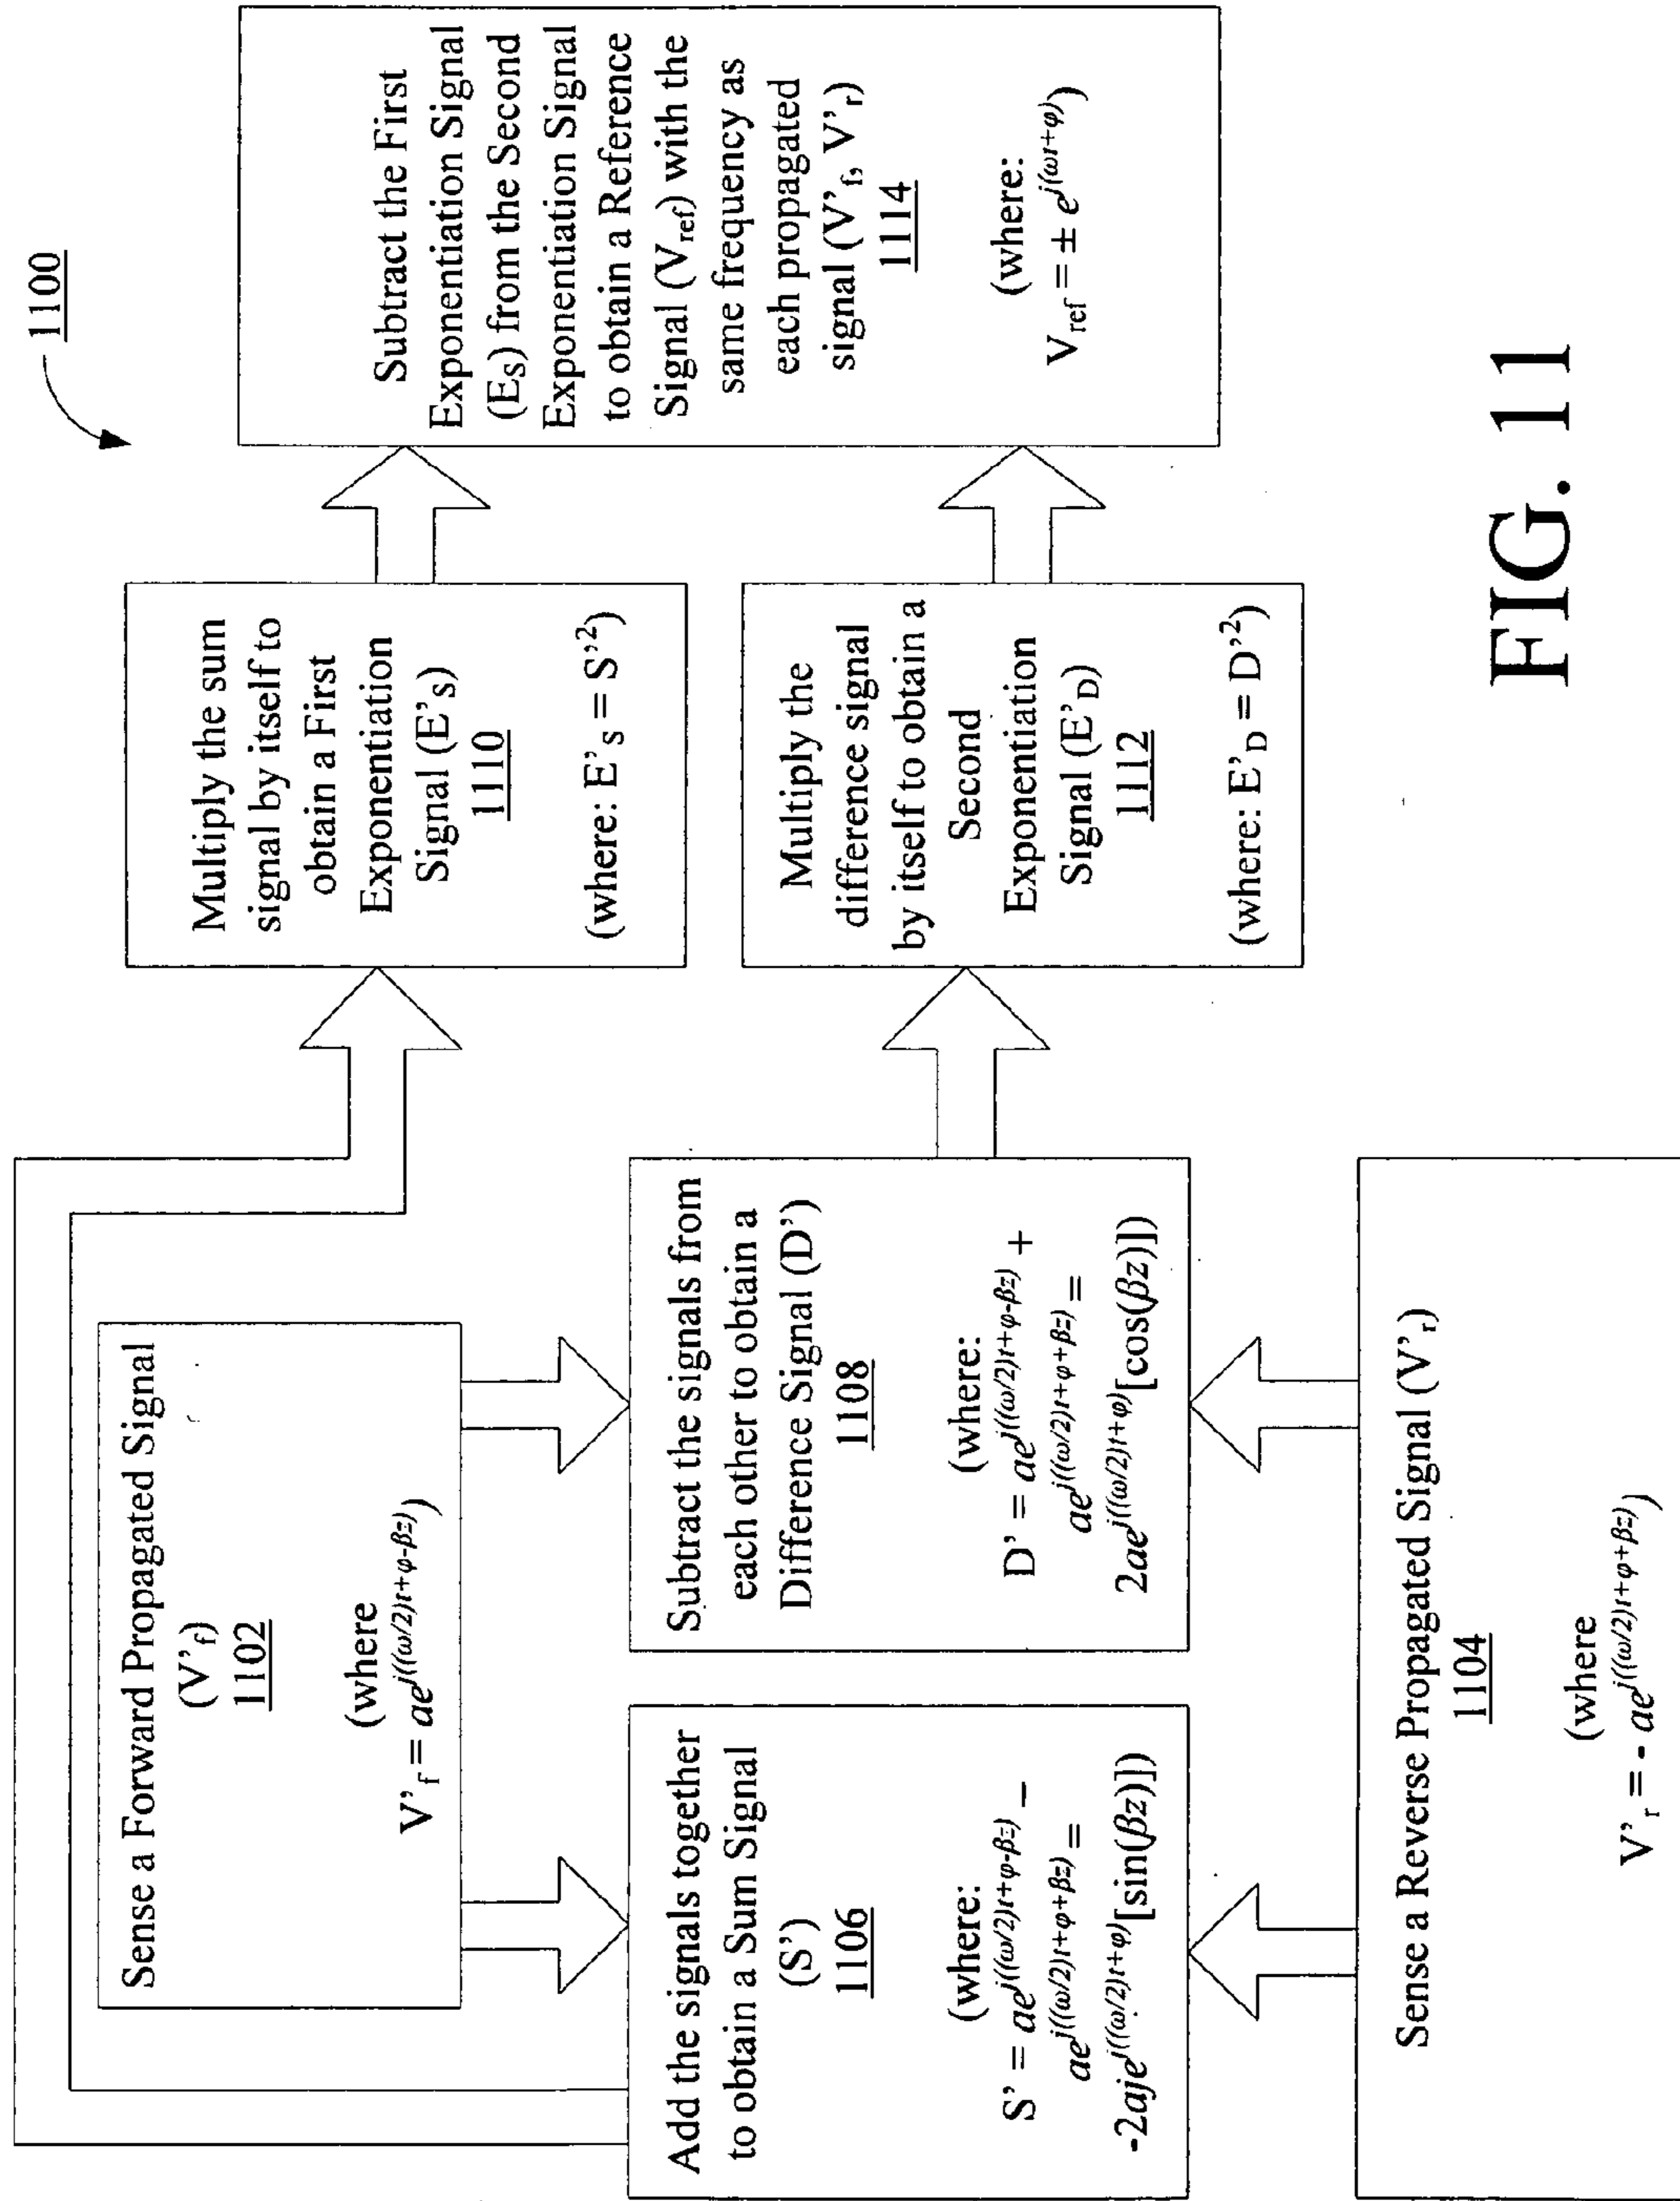 1100
Sense a Forward Propagated Signal
(V'f)
1102
(where
V'f = ae^j((ω/2)t+φ-βz))
Add the signals together
to obtain a Sum Signal
(S')
1106
(where:
S' = ae^j((ω/2)t+φ-βz) –
ae^j((ω/2)t+φ+βz) =
-2aje^j((ω/2)t+φ)[sin(βz)])
Subtract the signals from
each other to obtain a
Difference Signal (D')
1108
(where:
D' = ae^j((ω/2)t+φ-βz) +
ae^j((ω/2)t+φ+βz) =
2ae^j((ω/2)t+φ)[cos(βz)])
Sense a Reverse Propagated Signal (V'r)
1104
(where
V'r = - ae^j((ω/2)t+φ+βz))
Multiply the sum
signal by itself to
obtain a First
Exponentiation
Signal (E's)
1110
(where: E's = S'²)
Multiply the
difference signal
by itself to obtain a
Second
Exponentiation
Signal (E'D)
1112
(where: E'D = D'²)
Subtract the First
Exponentiation Signal
(Es) from the Second
Exponentiation Signal
to obtain a Reference
Signal (Vref) with the
same frequency as
each propagated
signal (V'f, V'r)
1114
(where:
Vref = ± e^j(ωt+φ))
FIG. 11